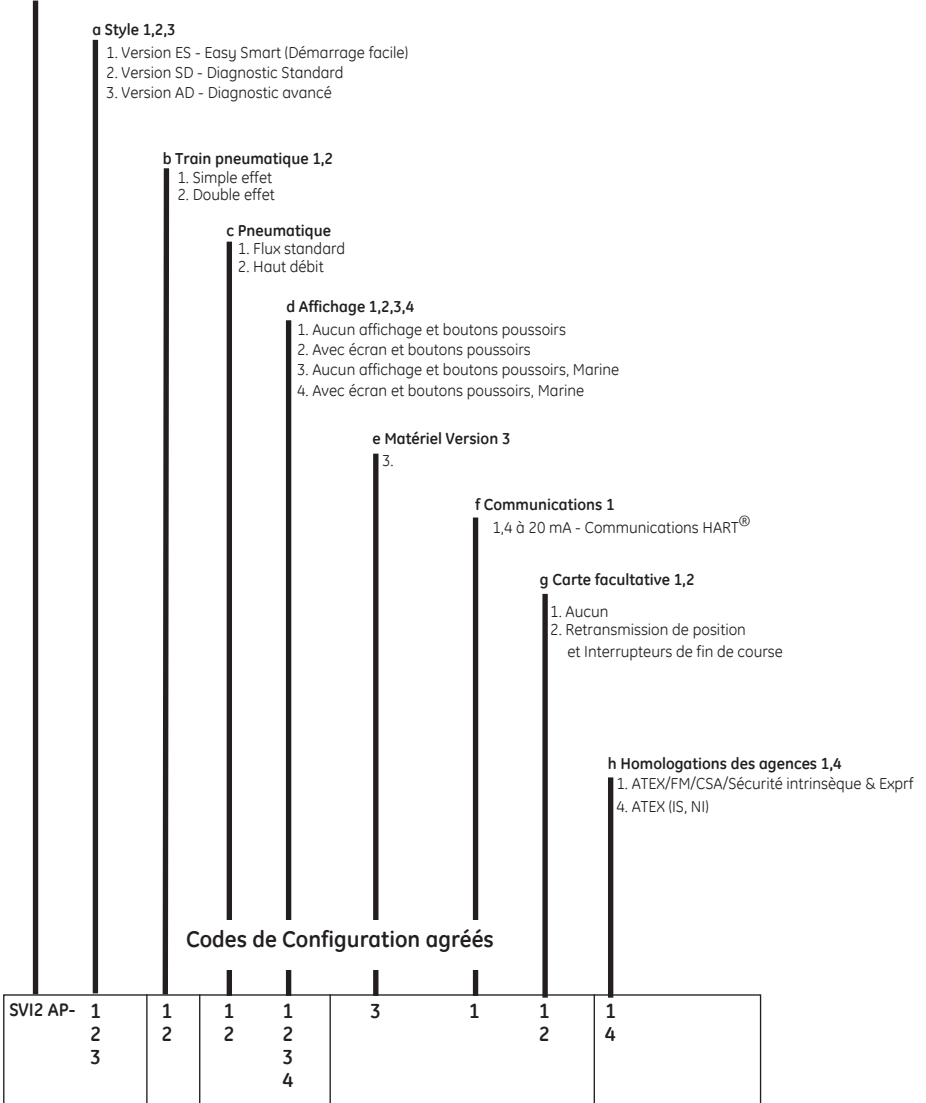 a Style 1,2,3
1. Version ES - Easy Smart (Démarrage facile)
2. Version SD - Diagnostic Standard
3. Version AD - Diagnostic avancé
b Train pneumatique 1,2
1. Simple effet
2. Double effet
c Pneumatique
1. Flux standard
2. Haut débit
d Affichage 1,2,3,4
1. Aucun affichage et boutons poussoirs
2. Avec écran et boutons poussoirs
3. Aucun affichage et boutons poussoirs, Marine
4. Avec écran et boutons poussoirs, Marine
e Matériel Version 3
3.
f Communications 1
1,4 à 20 mA - Communications HART®
g Carte facultative 1,2
1. Aucun
2. Retransmission de position
et Interrupteurs de fin de course
h Homologations des agences 1,4
1. ATEX/FM/CSA/Sécurité intrinsèque & Exprf
4. ATEX (IS, NI)
Codes de Configuration agréés
SVI2 AP- 1 1 1 1 3 1 1 1
2 2 2 2 2 4
3 3
4